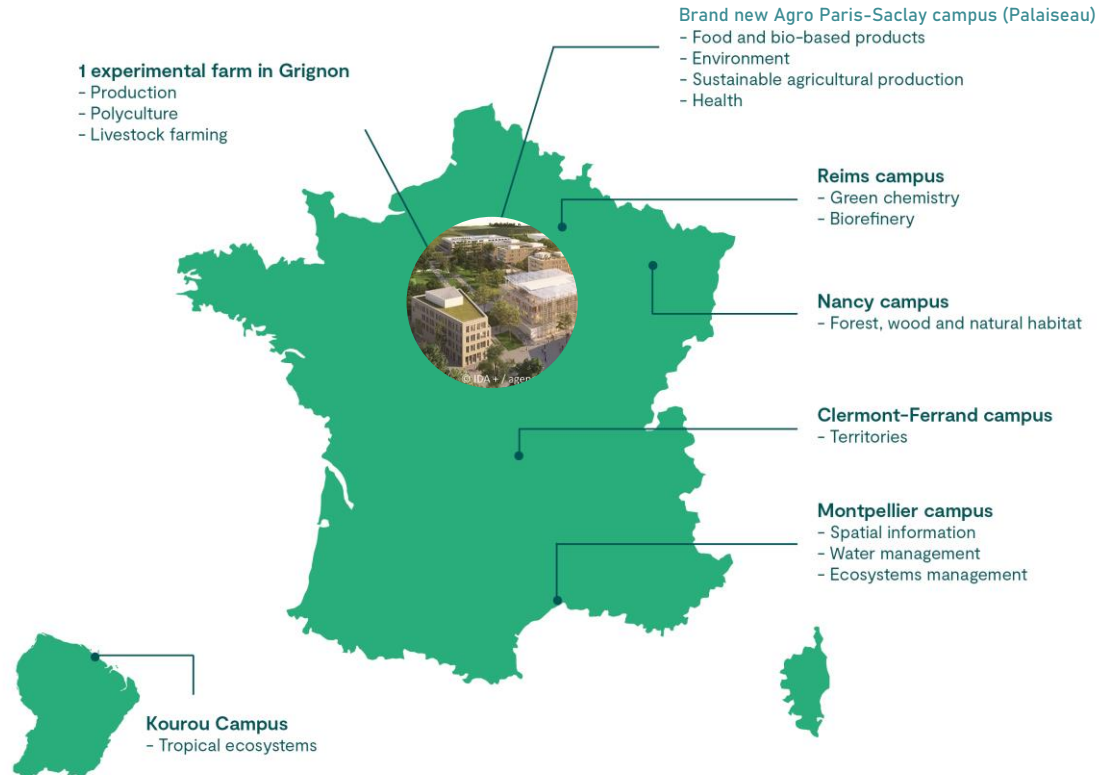 Brand new Agro Paris-Saclay campus (Palaiseau)
- Food and bio-based products
- Environment
- Sustainable agricultural production
- Health
1 experimental farm in Grignon
- Production
- Polyculture
- Livestock farming
Reims campus
- Green chemistry
- Biorefinery
Nancy campus
- Forest, wood and natural habitat
© IDA + / agen
Clermont-Ferrand campus
- Territories
Montpellier campus
- Spatial information
- Water management
- Ecosystems management
Kourou Campus
- Tropical ecosystems